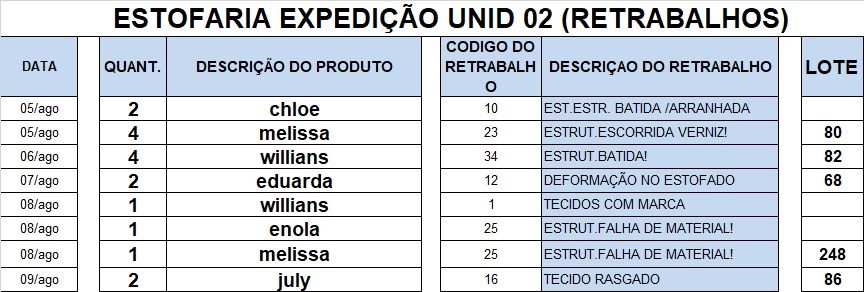 ESTOFARIA EXPEDIÇÃO UNID 02 (RETRABALHOS)
DATA QUANT. DESCRIÇÃO DO PRODUTO CODIGO DO RETRABALHO DESCRIÇAO DO RETRABALHO LOTE
05/ago 2 chloe 10 EST.ESTR. BATIDA /ARRANHADA
05/ago 4 melissa 23 ESTRUT.ESCORRIDA VERNIZ! 80
06/ago 4 willians 34 ESTRUT.BATIDA! 82
07/ago 2 eduarda 12 DEFORMAÇÃO NO ESTOFADO 68
08/ago 1 willians 1 TECIDOS COM MARCA
08/ago 1 enola 25 ESTRUT.FALHA DE MATERIAL!
08/ago 1 melissa 25 ESTRUT.FALHA DE MATERIAL! 248
09/ago 2 july 16 TECIDO RASGADO 86